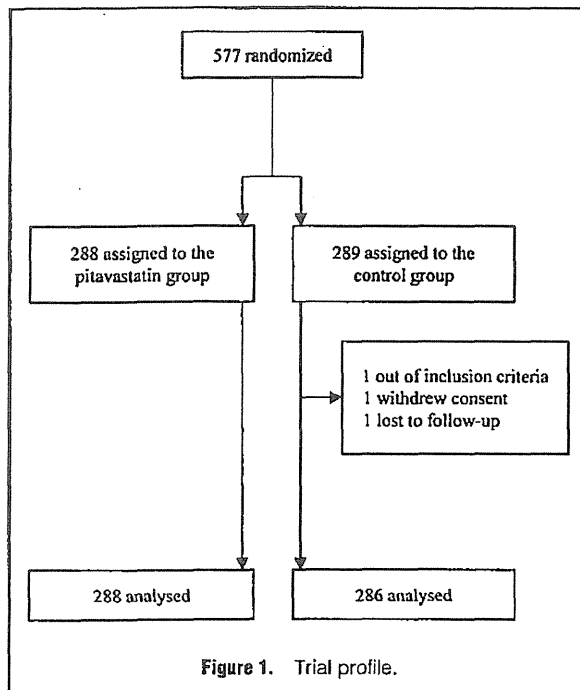 577 randomized
288 assigned to the
pitavastatin group
289 assigned to the
control group
1 out of inclusion criteria
1 withdrew consent
1 lost to follow-up
288 analysed
286 analysed
Figure 1. Trial profile.